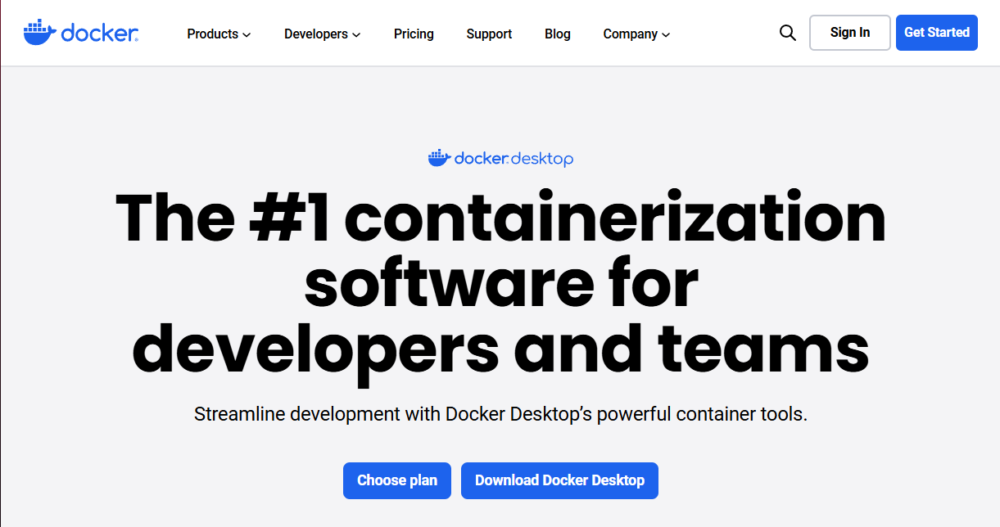 docker
Products
Developers
Pricing
Support
Blog
Company
Sign In
Get Started
docker desktop
The #1 containerization
software for
developers and teams
Streamline development with Docker Desktop’s powerful container tools.
Choose plan
Download Docker Desktop